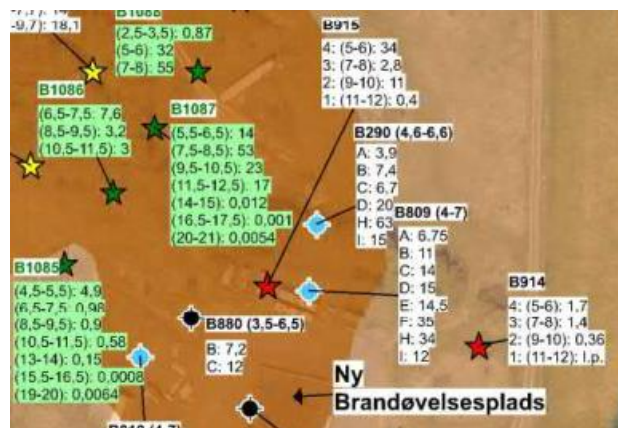 -9.7): 18,1
B1088
(2,5-3,5): 0,87
(5-6): 32
(7-8): 55
B1086
(6,5-7,5: 7,6
(8,5-9,5): 3,2
(10,5-11,5): 3
B1087
(5,5-6,5): 14
(7,5-8,5): 53
(9,5-10,5): 23
(11,5-12,5): 17
(14-15): 0,012
(16,5-17,5): 0,001
(20-21): 0,0054
B915
4: (5-6): 34
3: (7-8): 2,8
2: (9-10): 11
1: (11-12): 0,4
B290 (4,6-6,6)
A: 3,9
B: 7,4
C: 6,7
D: 20
H: 63
I: 15
B809 (4-7)
A: 6.75
B: 11
C: 14
D: 15
E: 14,5
F: 35
H: 34
I: 12
B914
4: (5-6): 1,7
3: (7-8): 1,4
2: (9-10): 0,36
1: (11-12): I.p.
B1085
(4,5-5,5): 4,9
(6,5-7,5: 0,98
(8,5-9,5): 0,9
(10,5-11,5): 0,58
(13-14): 0,15
(15,5-16,5): 0,0008
(19-20): 0,0064
B880 (3,5-6,5)
B: 7,2
C: 12
Ny
Brandøvelsesplads